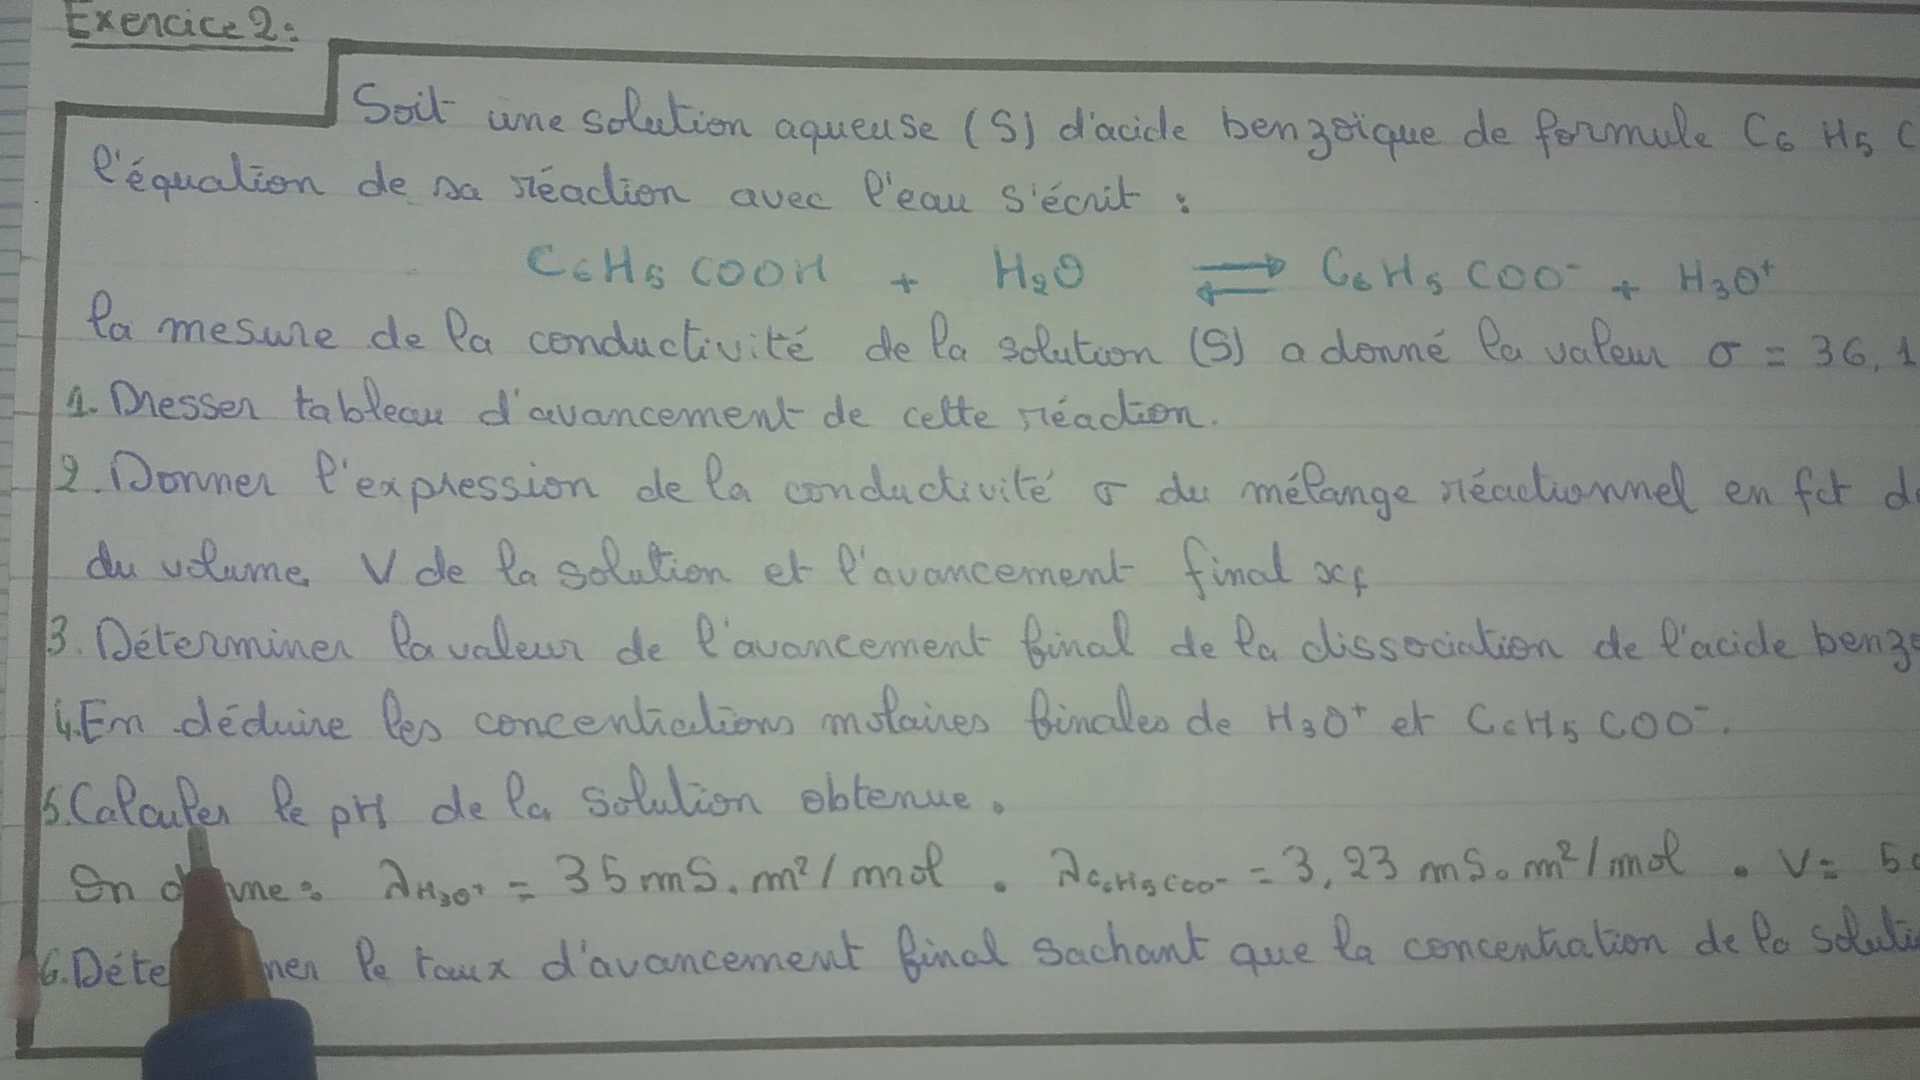 Exercice 2:
Soit une solution aqueuse (S) d'acide benzoïque de formule C6 H5 C
l'équation de sa réaction avec l'eau s'écrit :
C6H5 COOH + H2O ⇌ C6H5 COO- + H3O+
la mesure de la conductivité de la solution (S) a donné la valeur σ = 36,1
1. Dresser tableau d'avancement de cette réaction.
2. Donner l'expression de la conductivité σ du mélange réactionnel en fct d
du volume V de la solution et l'avancement final xf
3. Déterminer la valeur de l'avancement final de la dissociation de l'acide benz
4. En déduire les concentrations molaires finales de H3O+ et C6H5 COO-.
5. Calculer le pH de la solution obtenue.
λH3O+ = 35 mS.m²/mol . λC6H5COO- = 3,23 mS.m²/mol . V= 5
le taux d'avancement final sachant que la concentration de la soluti